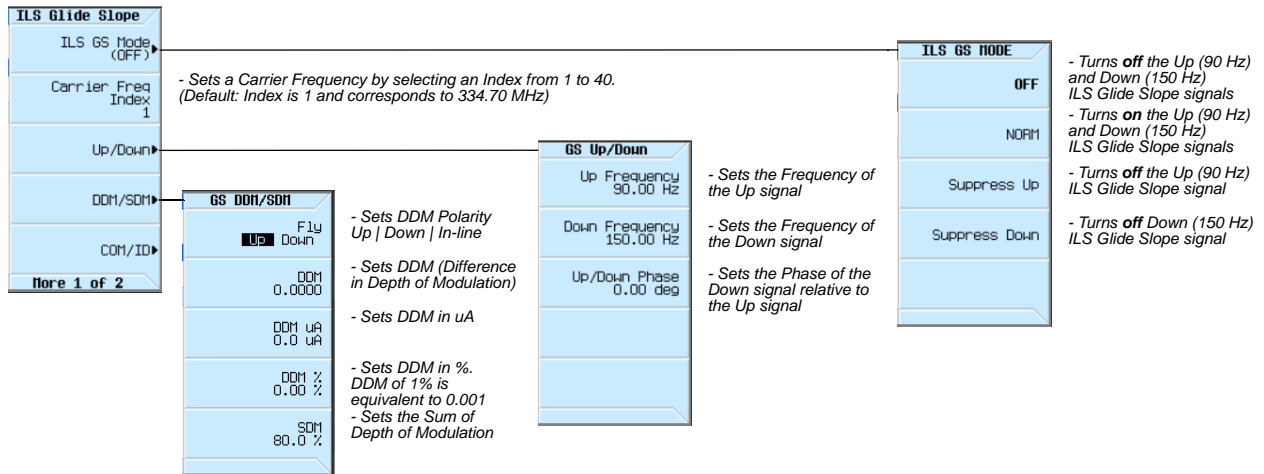 ILS Glide Slope
ILS GS Mode
(OFF)
Carrier Freq
Index
1
Up/Down
DDM/SDM
COM/ID
More 1 of 2
- Sets a Carrier Frequency by selecting an Index from 1 to 40.
(Default: Index is 1 and corresponds to 334.70 MHz)
GS DDM/SDM
Fly
Up Down
DDM
0.0000
DDM uA
0.0 uA
DDM %
0.00 %
SDM
80.0 %
- Sets DDM Polarity
Up | Down | In-line
- Sets DDM (Difference
in Depth of Modulation)
- Sets DDM in uA
- Sets DDM in %.
DDM of 1% is
equivalent to 0.001
- Sets the Sum of
Depth of Modulation
GS Up/Down
Up Frequency
90.00 Hz
Down Frequency
150.00 Hz
Up/Down Phase
0.00 deg
- Sets the Frequency of
the Up signal
- Sets the Frequency of
the Down signal
- Sets the Phase of the
Down signal relative to
the Up signal
ILS GS MODE
OFF
NORM
Suppress Up
Suppress Down
- Turns off the Up (90 Hz)
and Down (150 Hz)
ILS Glide Slope signals
- Turns on the Up (90 Hz)
and Down (150 Hz)
ILS Glide Slope signals
- Turns off the Up (90 Hz)
ILS Glide Slope signal
- Turns off Down (150 Hz)
ILS Glide Slope signal